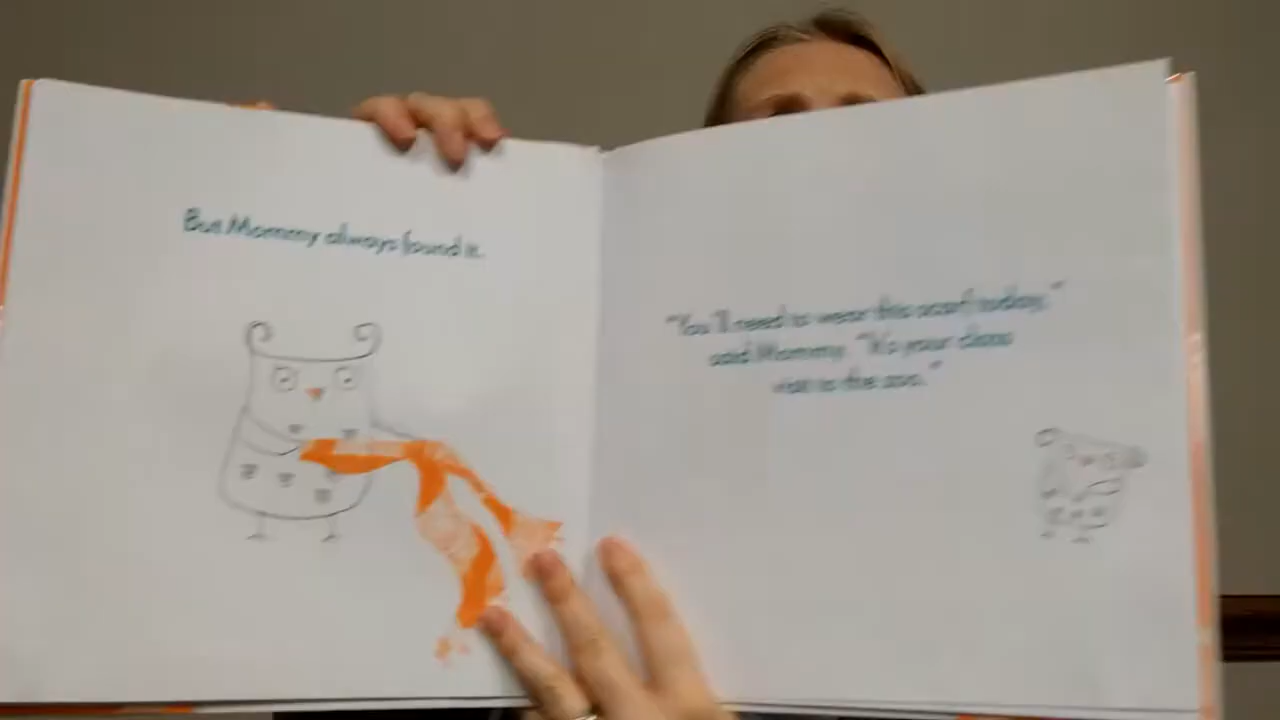 But Mommy always found it.
"You'll need to wear this scarf today,"
said Mommy. "It's your class
visit to the zoo."